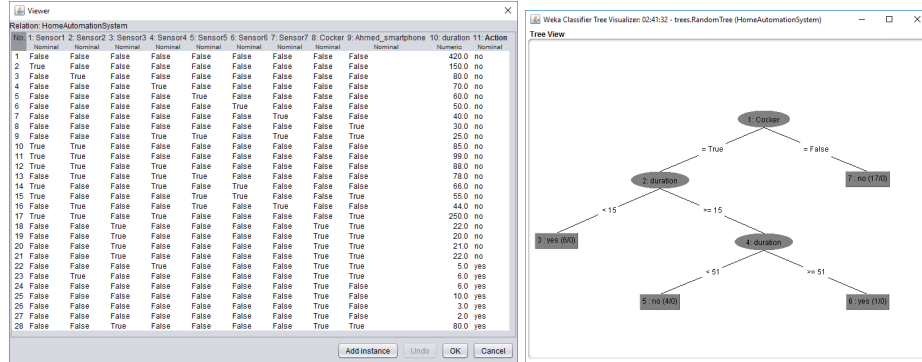 Viewer
Relation: HomeAutomationSystem
No. 1: Sensor1 2: Sensor2 3: Sensor3 4: Sensor4 5: Sensor5 6: Sensor6 7: Sensor7 8: Cocker 9: Ahmed_smartphone 10: duration 11: Action
Nominal Nominal Nominal Nominal Nominal Nominal Nominal Nominal Nominal Numeric Nominal
1 False False False False False False False False False 420.0 no
2 True False False False False False False False False 150.0 no
3 False True False False False False False False False 80.0 no
4 False False False True False False False False False 70.0 no
5 False False False False True False False False False 60.0 no
6 False False False False False True False False False 50.0 no
7 False False False False False False True False False 40.0 no
8 False False False False False False False False True 30.0 no
9 False False False True True False True False True 25.0 no
10 True True False False False False False False False 85.0 no
11 True True False False False False False False False 99.0 no
12 True True False True False False False False False 88.0 no
13 False True False True True False False False False 78.0 no
14 True False False True False True False False False 66.0 no
15 True True False False False True False False True 55.0 no
16 False True False False True False True False False 44.0 no
17 True True False True False False False False False 250.0 no
18 False False True False False False False True True 22.0 no
19 False False True False False False False True True 20.0 no
20 False False True False False False False True True 21.0 no
21 False False True False False False False True True 22.0 no
22 False False False True False False False True True 5.0 yes
23 False True False False False False False True True 6.0 yes
24 False False False False False False False True True 6.0 yes
25 False False False False False False False True True 10.0 yes
26 False False False False False False False True True 3.0 yes
27 False False False False False False False True True 2.0 yes
28 False False True False False False False True True 80.0 yes
Add instance Undo OK Cancel
Weka Classifier Tree Visualizer: 02:41:32 - trees.RandomTree (HomeAutomationSystem)
Tree View
1: Cocker
= True = False
2: duration 7 : no (17/0)
< 15 >= 15
3 : yes (6/0) 4: duration
< 51 >= 51
5 : no (4/0) 6 : yes (1/0)